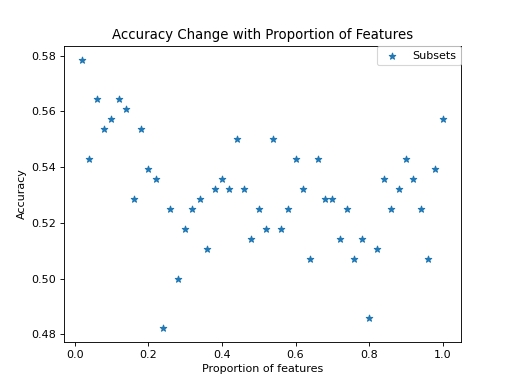 Accuracy Change with Proportion of Features
Subsets
0.58
0.56
0.54
0.52
0.50
0.48
Accuracy
0.0 0.2 0.4 0.6 0.8 1.0
Proportion of features